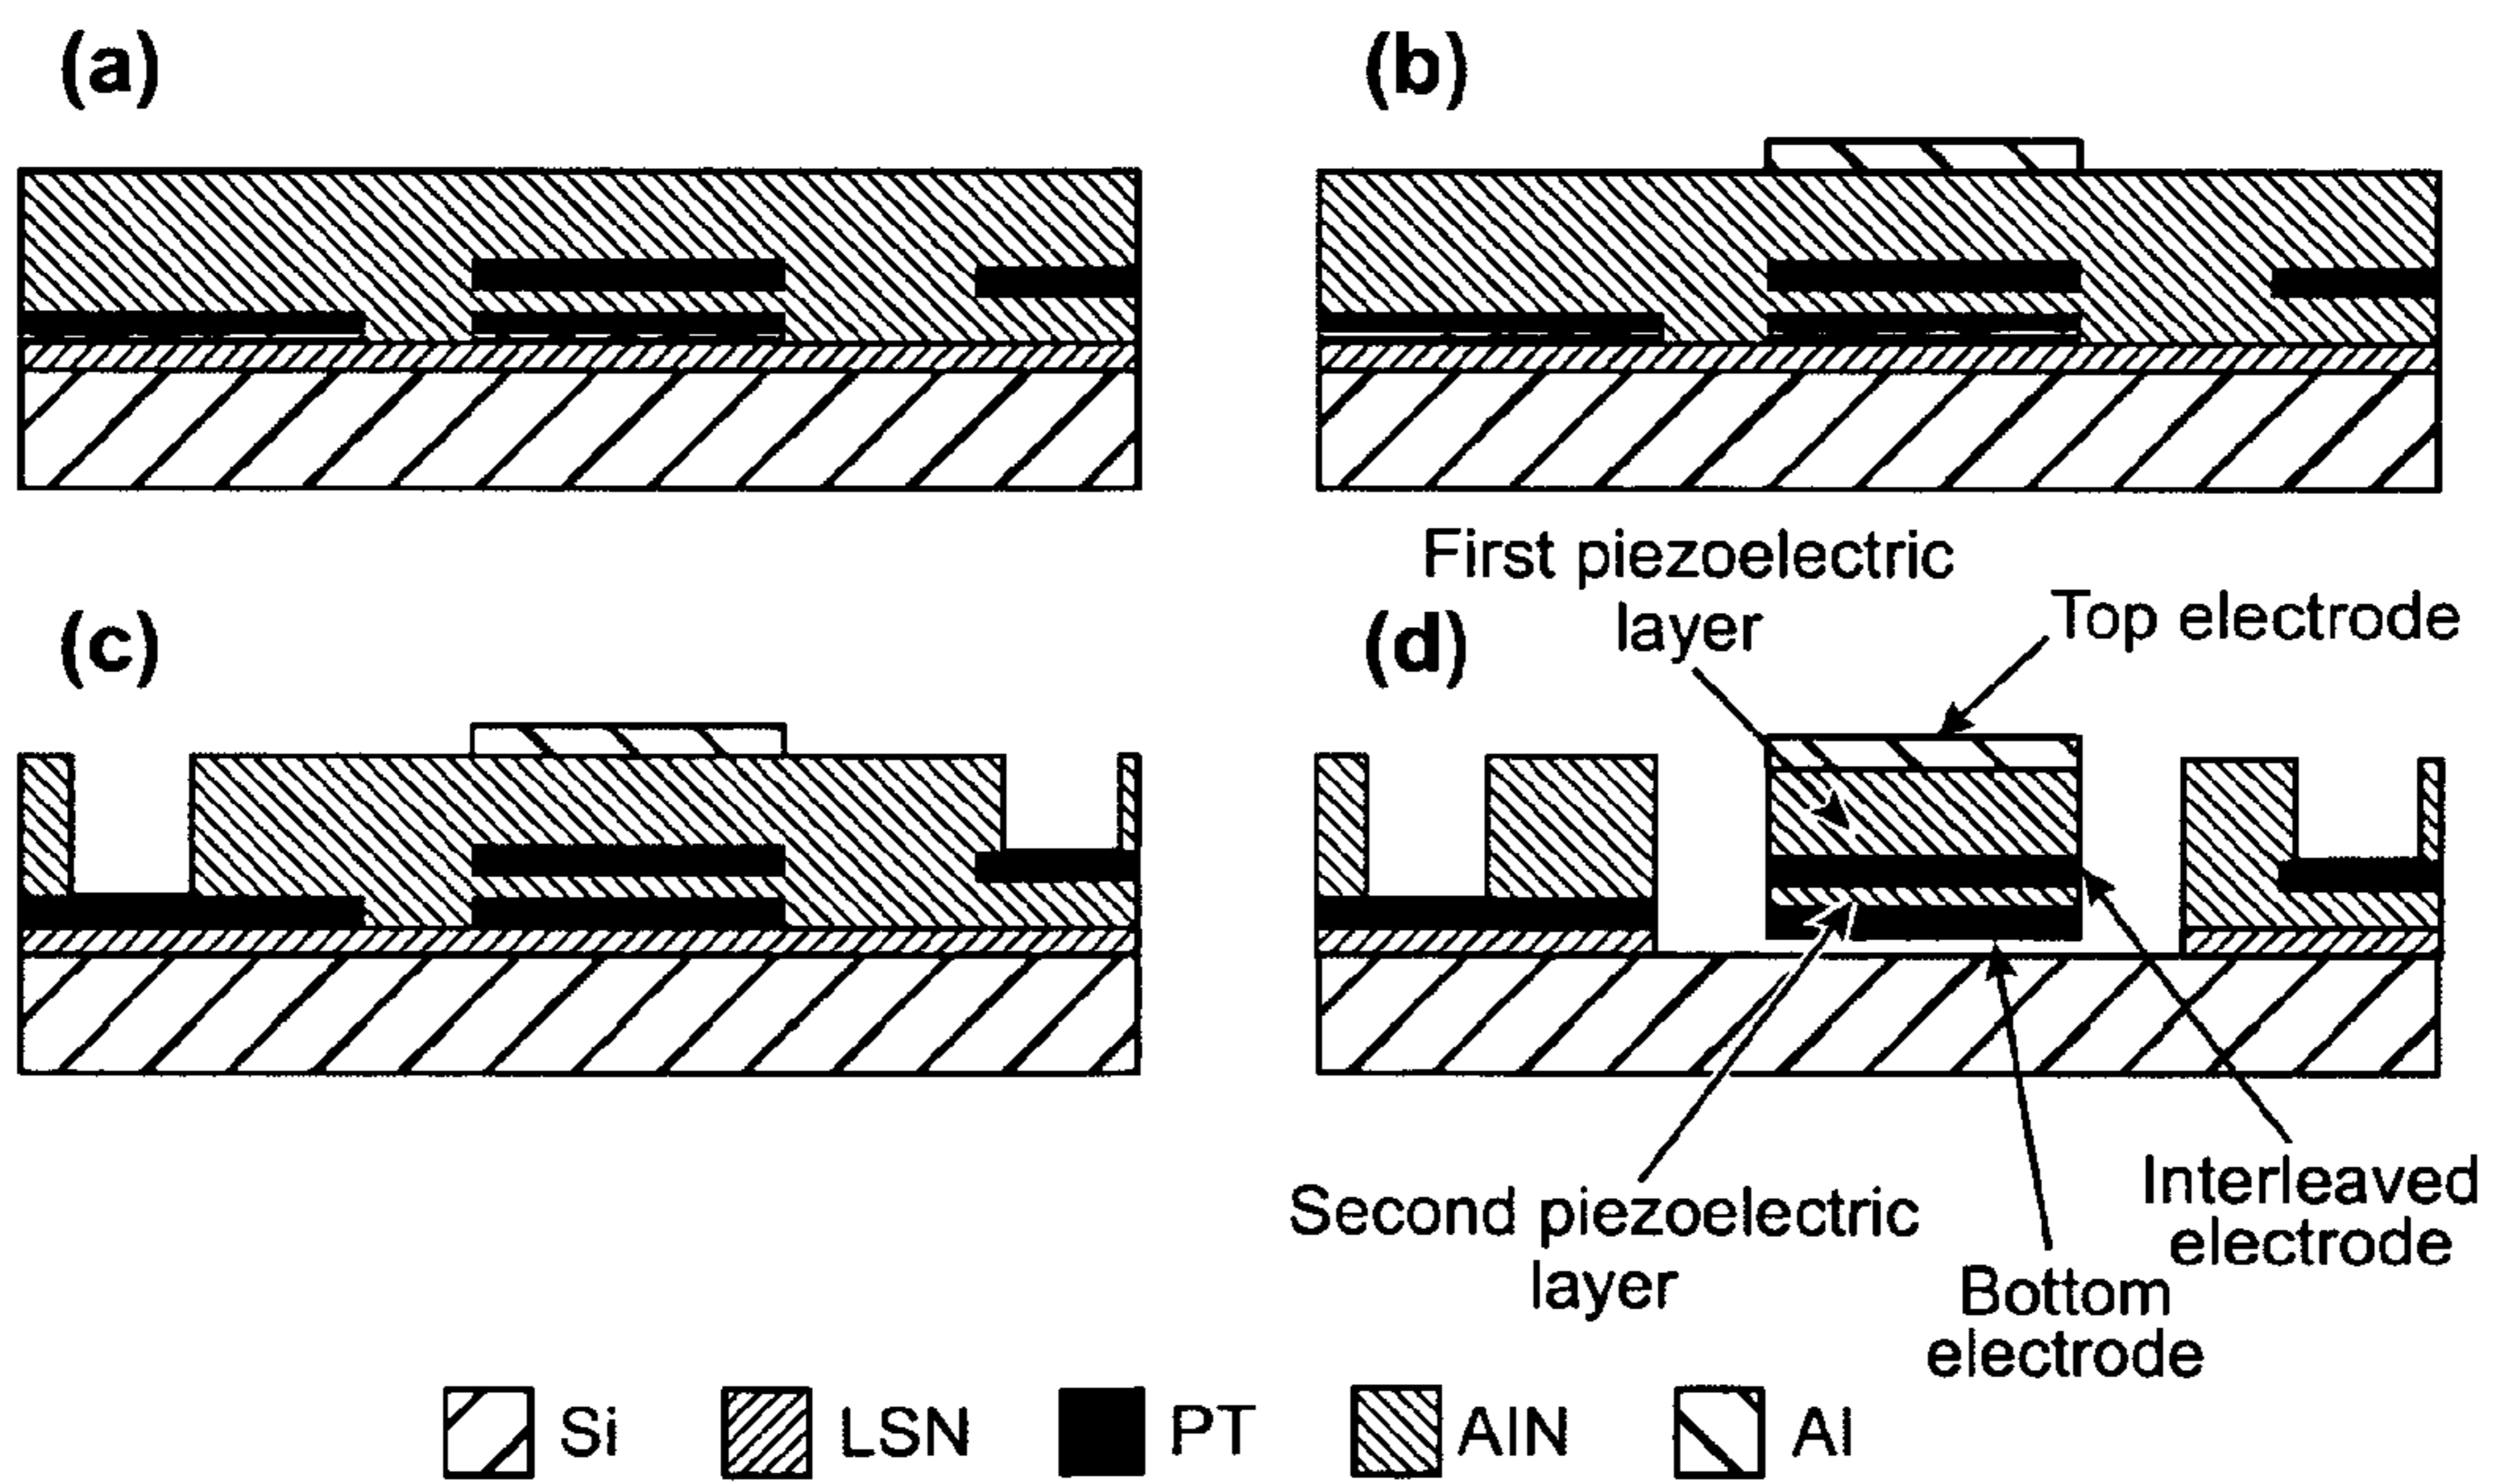 (a)
(b)
First piezoelectric
layer
Top electrode
(c)
(d)
Second piezoelectric
layer
Interleaved
electrode
Bottom
electrode
Si
LSN
PT
AlN
Al